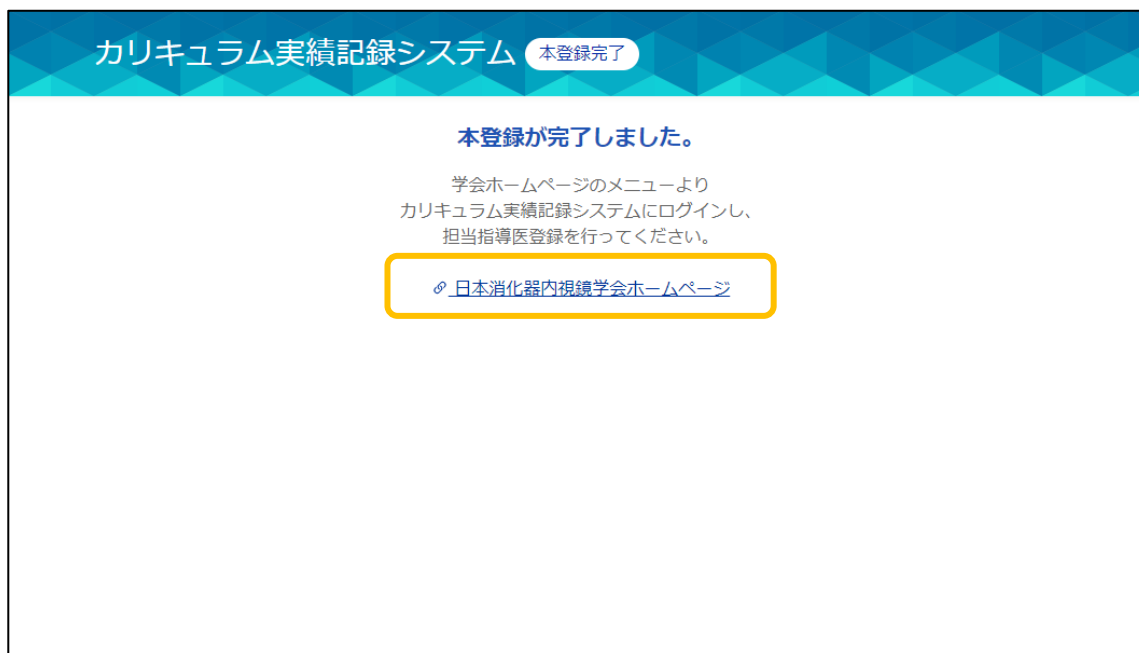 カリキュラム実績記録システム 本登録完了
本登録が完了しました。
学会ホームページのメニューより
カリキュラム実績記録システムにログインし、
担当指導医登録を行ってください。
日本消化器内視鏡学会ホームページ